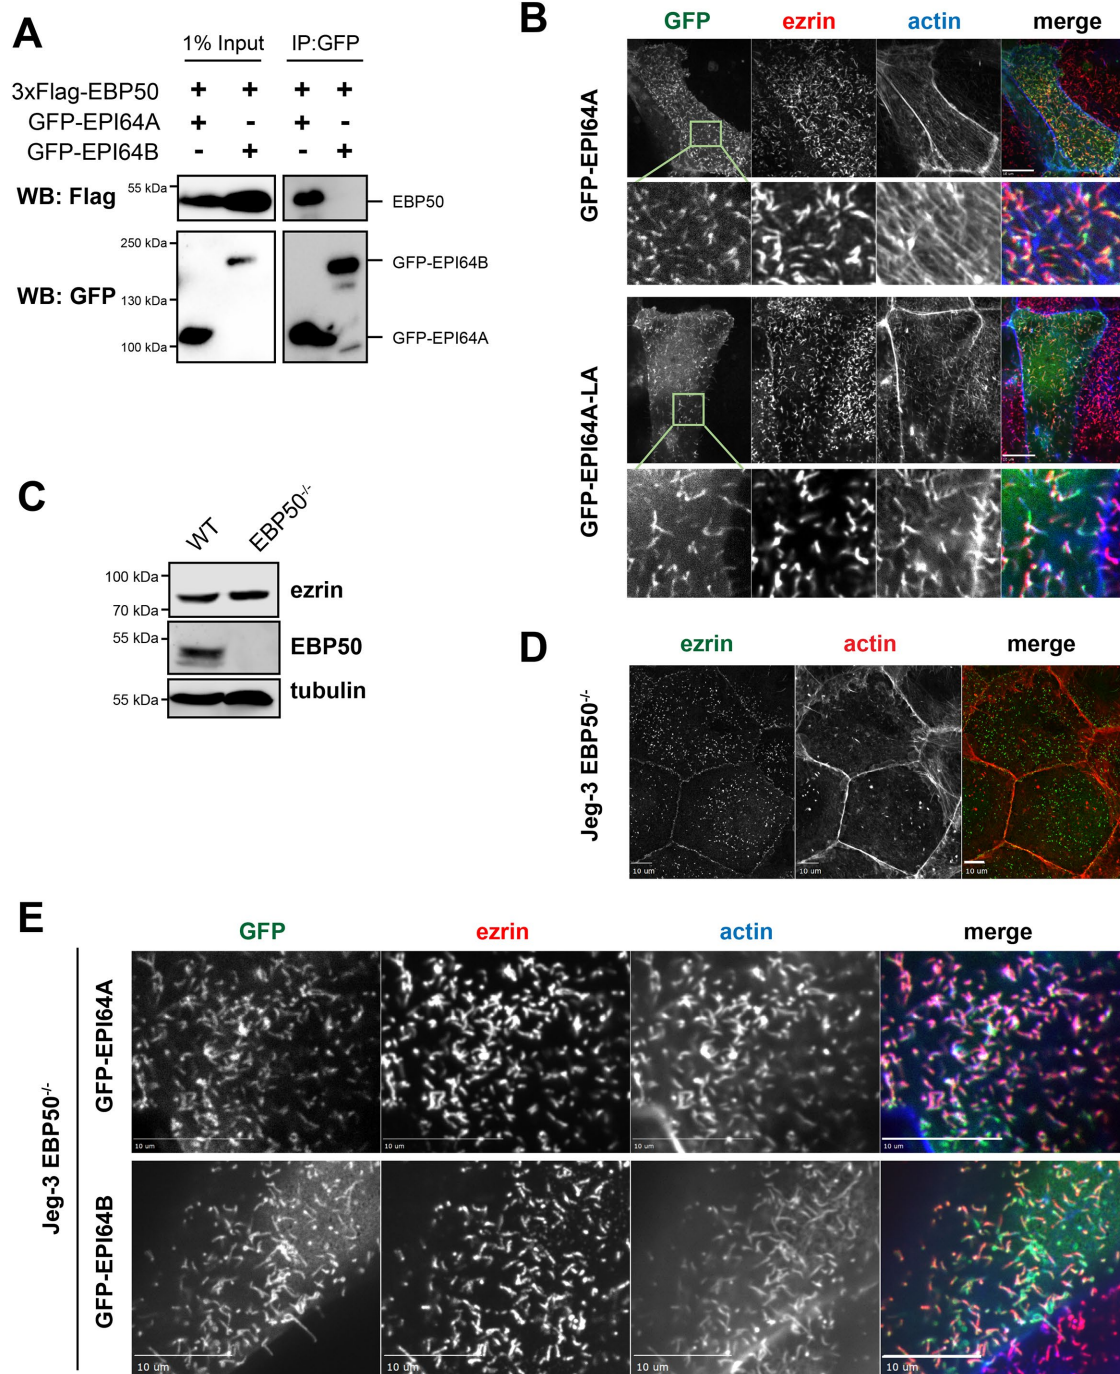 A
1% Input IP:GFP
3xFlag-EBP50 + + + +
GFP-EPI64A + - + -
GFP-EPI64B - + - +
WB: Flag
55 kDa
EBP50
250 kDa
GFP-EPI64B
WB: GFP
130 kDa
GFP-EPI64A
100 kDa
B
GFP ezrin actin merge
GFP-EPI64A
GFP-EPI64A-LA
C
WT EBP50-/-
100 kDa
ezrin
70 kDa
55 kDa
EBP50
tubulin
55 kDa
D
ezrin actin merge
Jeg-3 EBP50-/-
10 um 10 um 10 um
E
GFP ezrin actin merge
Jeg-3 EBP50-/-
GFP-EPI64A
10 um 10 um 10 um 10 um
GFP-EPI64B
10 um 10 um 10 um 10 um